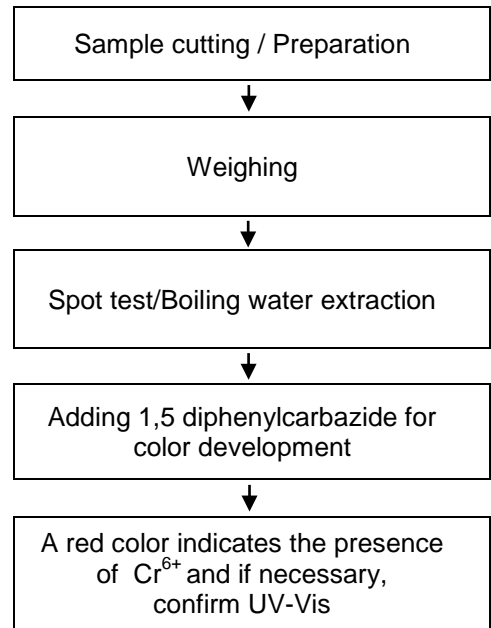 Sample cutting / Preparation
Weighing
Spot test/Boiling water extraction
Adding 1,5 diphenylcarbazide for
color development
A red color indicates the presence
of Cr⁶⁺ and if necessary,
confirm UV-Vis